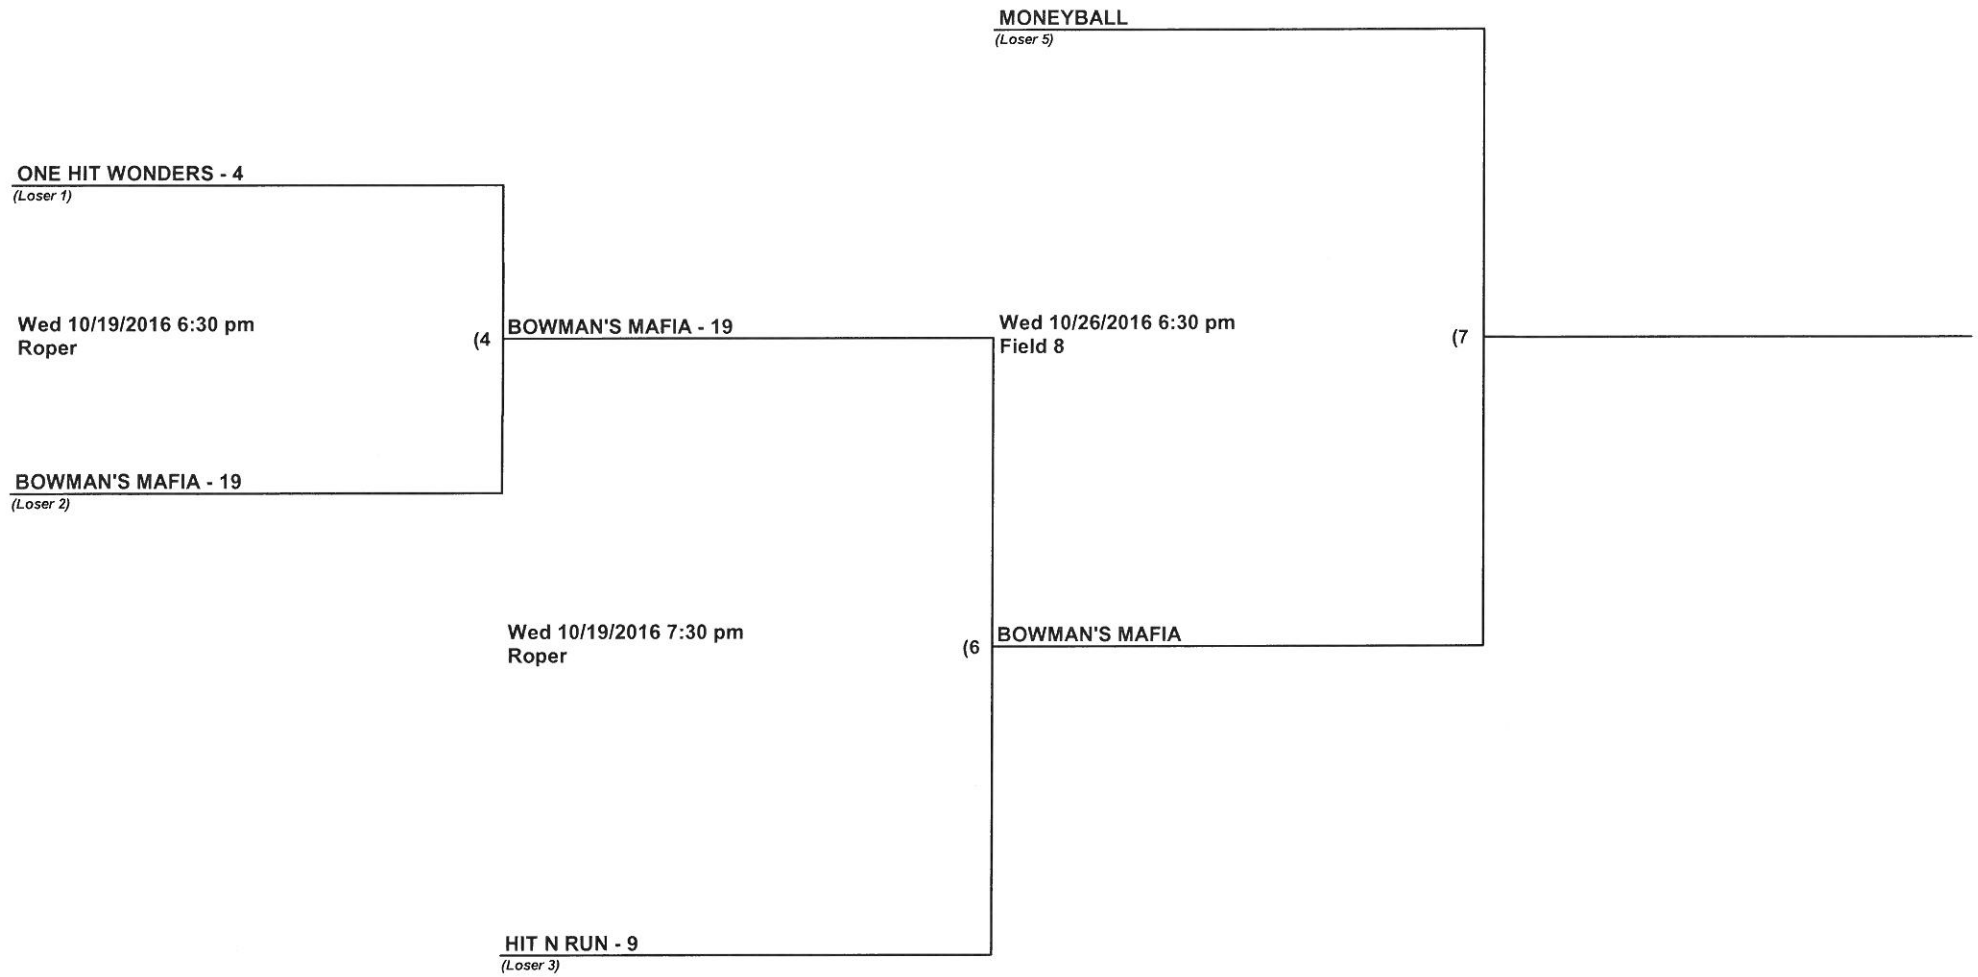 MONEYBALL
(Loser 5)
ONE HIT WONDERS - 4
(Loser 1)
Wed 10/19/2016 6:30 pm
Roper
(4
BOWMAN'S MAFIA - 19
Wed 10/26/2016 6:30 pm
Field 8
(7
BOWMAN'S MAFIA - 19
(Loser 2)
Wed 10/19/2016 7:30 pm
Roper
(6
BOWMAN'S MAFIA
HIT N RUN - 9
(Loser 3)